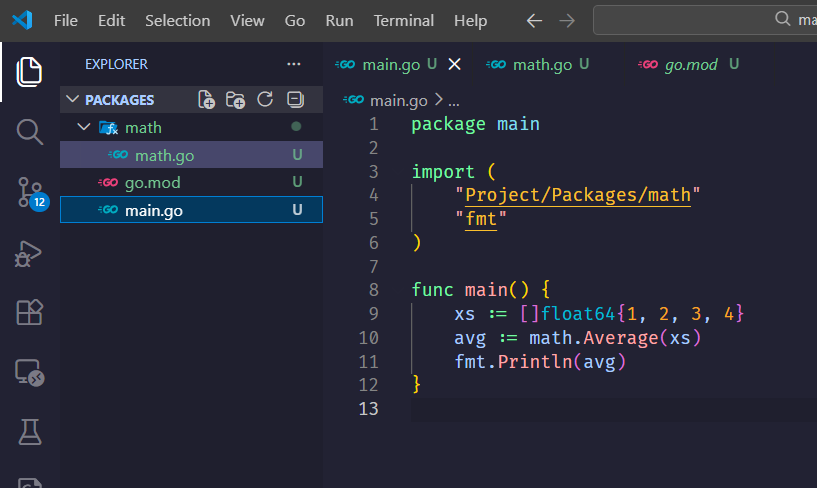 File Edit Selection View Go Run Terminal Help
EXPLORER
PACKAGES
math
math.go U
go.mod U
main.go U
12
main.go U math.go U go.mod U
main.go > ...
1 package main
2
3 import (
4 "Project/Packages/math"
5 "fmt"
6 )
7
8 func main() {
9 xs := []float64{1, 2, 3, 4}
10 avg := math.Average(xs)
11 fmt.Println(avg)
12 }
13